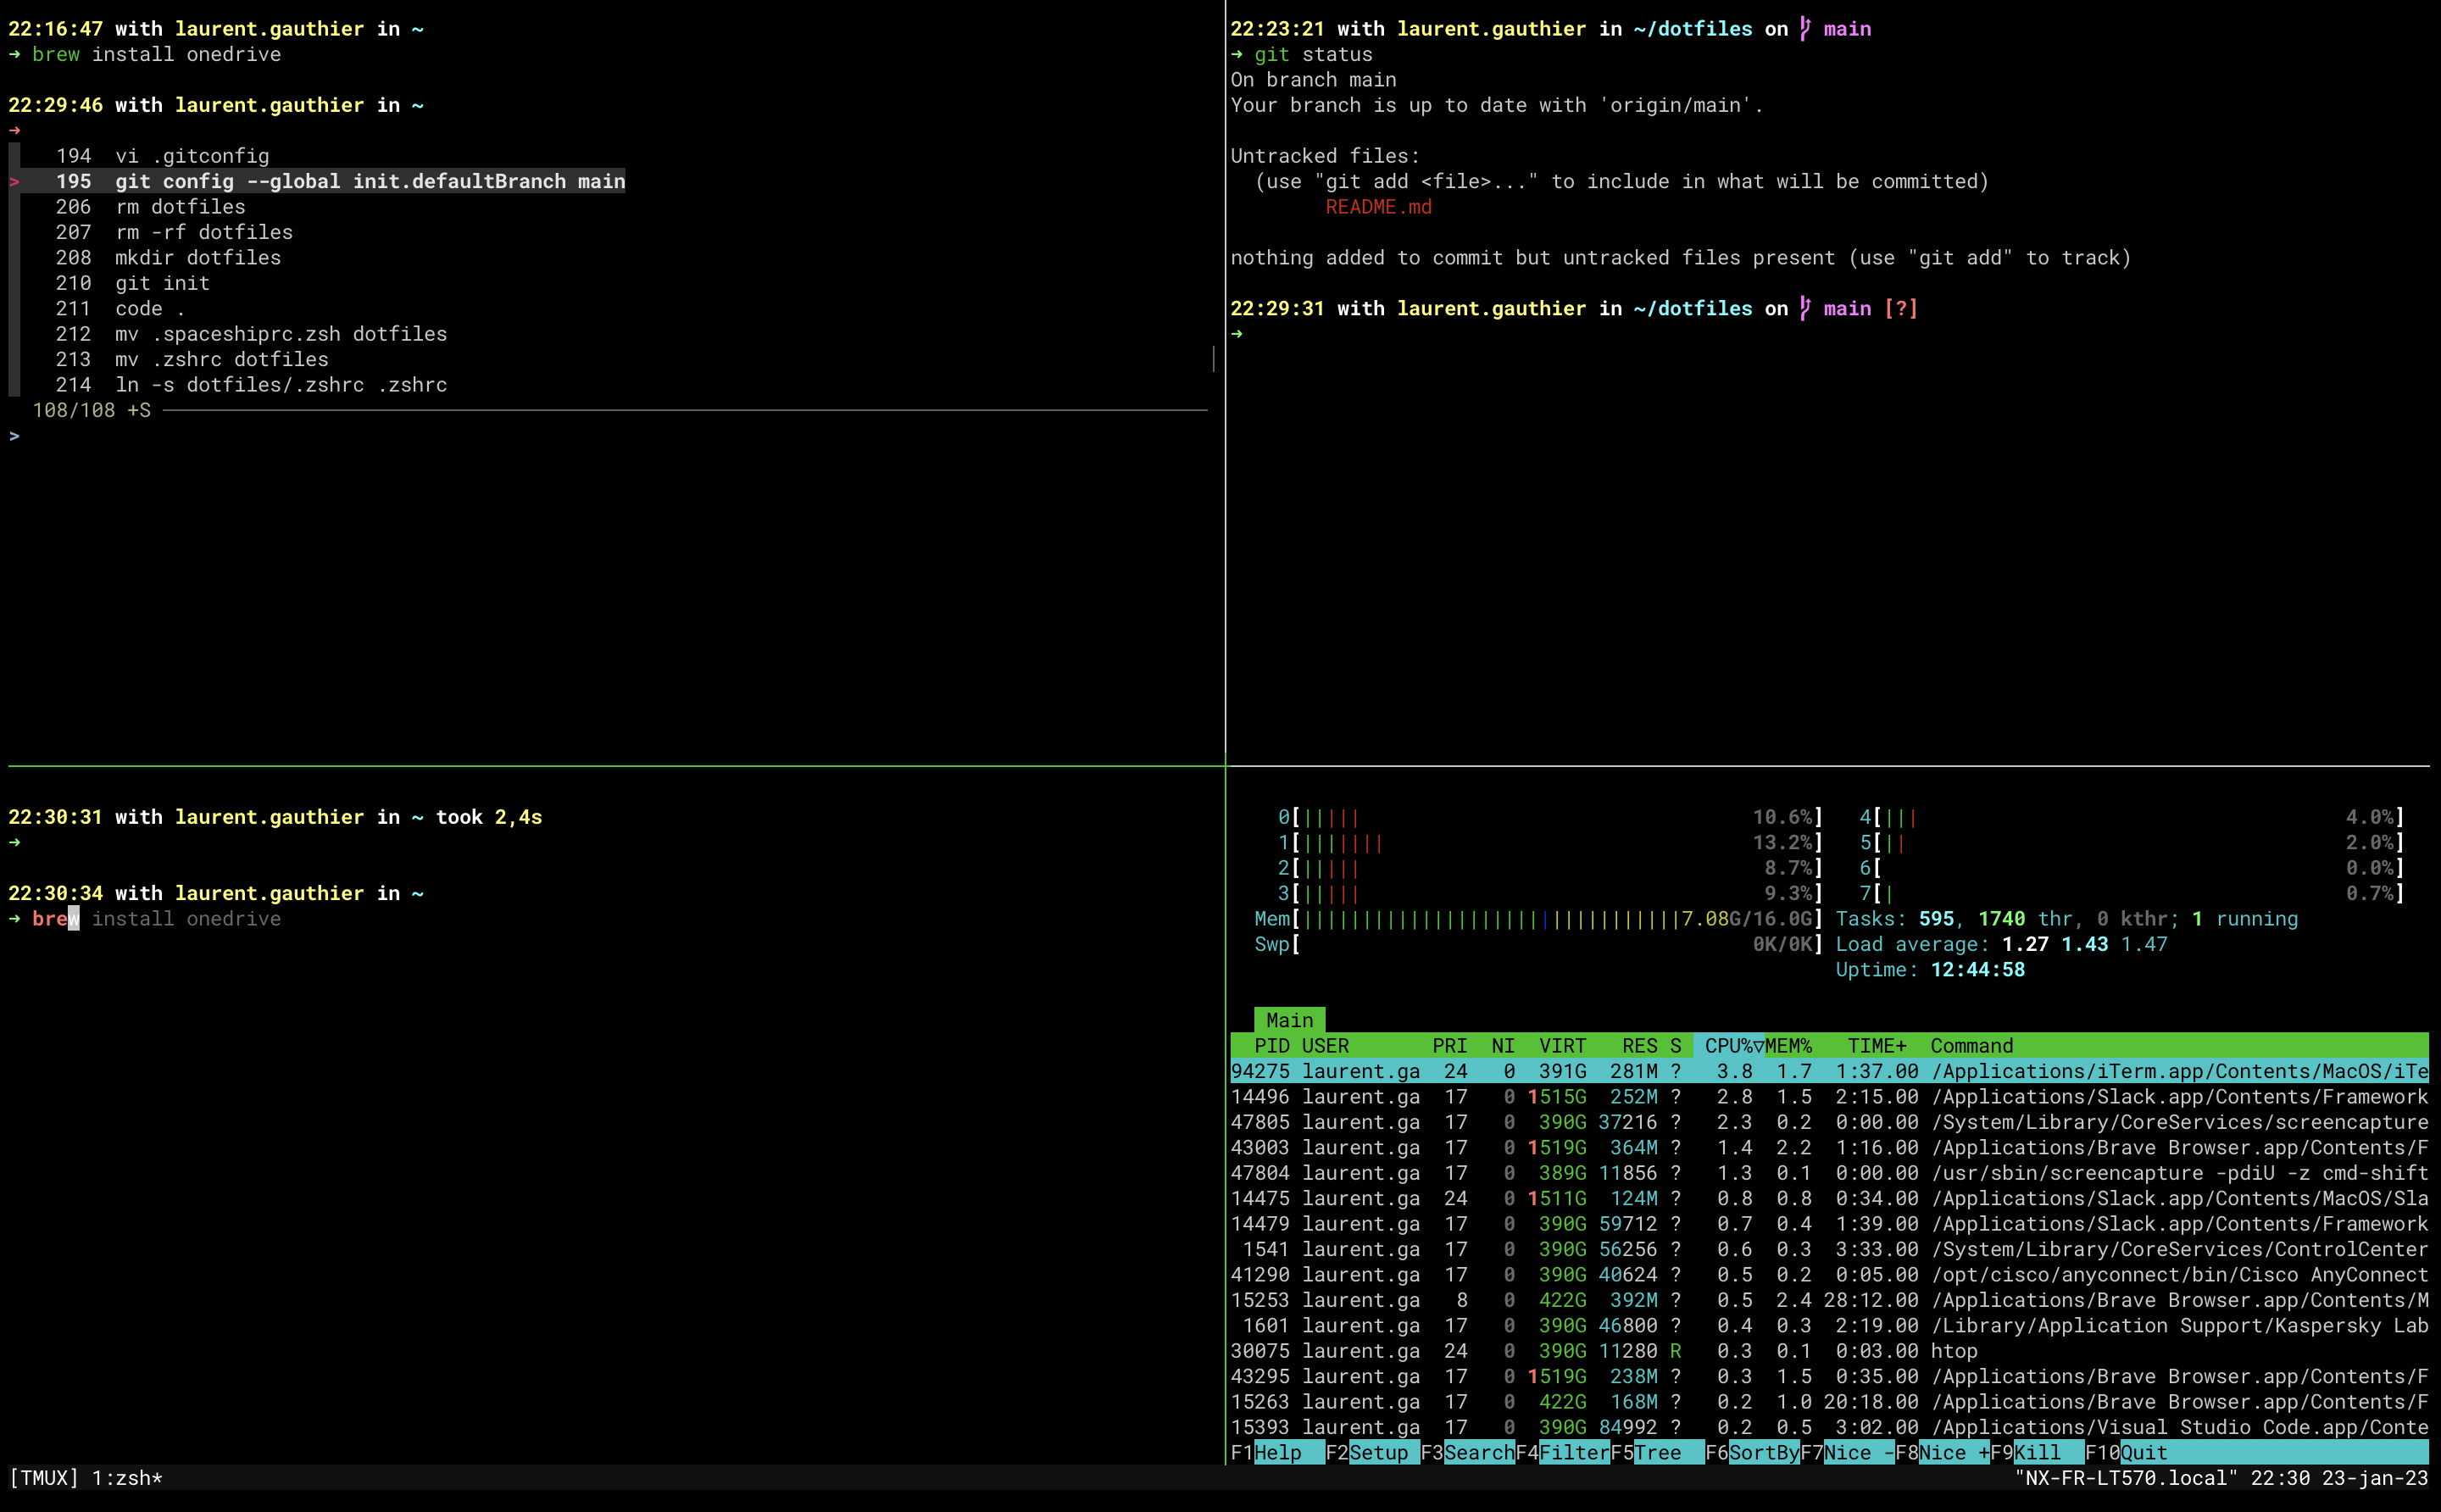 22:16:47 with laurent.gauthier in ~
→ brew install onedrive
22:29:46 with laurent.gauthier in ~
→
194 vi .gitconfig
> 195 git config --global init.defaultBranch main
206 rm dotfiles
207 rm -rf dotfiles
208 mkdir dotfiles
210 git init
211 code .
212 mv .spaceshiprc.zsh dotfiles
213 mv .zshrc dotfiles
214 ln -s dotfiles/.zshrc .zshrc
108/108 +S
>
22:23:21 with laurent.gauthier in ~/dotfiles on main
→ git status
On branch main
Your branch is up to date with 'origin/main'.
Untracked files:
(use "git add <file>..." to include in what will be committed)
README.md
nothing added to commit but untracked files present (use "git add" to track)
22:29:31 with laurent.gauthier in ~/dotfiles on main [?]
→
22:30:31 with laurent.gauthier in ~ took 2,4s
→
22:30:34 with laurent.gauthier in ~
→ brew install onedrive
0[||||| 10.6%] 4[||| 4.0%]
1[||||||| 13.2%] 5[|| 2.0%]
2[||||| 8.7%] 6[ 0.0%]
3[||||| 9.3%] 7[| 0.7%]
Mem[||||||||||||||||||||||||||||||||7.08G/16.0G] Tasks: 595, 1740 thr, 0 kthr; 1 running
Swp[ 0K/0K] Load average: 1.27 1.43 1.47
Uptime: 12:44:58
Main
PID USER PRI NI VIRT RES S CPU%▽MEM% TIME+ Command
94275 laurent.ga 24 0 391G 281M ? 3.8 1.7 1:37.00 /Applications/iTerm.app/Contents/MacOS/iTe
14496 laurent.ga 17 0 1515G 252M ? 2.8 1.5 2:15.00 /Applications/Slack.app/Contents/Framework
47805 laurent.ga 17 0 390G 37216 ? 2.3 0.2 0:00.00 /System/Library/CoreServices/screencapture
43003 laurent.ga 17 0 1519G 364M ? 1.4 2.2 1:16.00 /Applications/Brave Browser.app/Contents/F
47804 laurent.ga 17 0 389G 11856 ? 1.3 0.1 0:00.00 /usr/sbin/screencapture -pdiU -z cmd-shift
14475 laurent.ga 24 0 1511G 124M ? 0.8 0.8 0:34.00 /Applications/Slack.app/Contents/MacOS/Sla
14479 laurent.ga 17 0 390G 59712 ? 0.7 0.4 1:39.00 /Applications/Slack.app/Contents/Framework
1541 laurent.ga 17 0 390G 56256 ? 0.6 0.3 3:33.00 /System/Library/CoreServices/ControlCenter
41290 laurent.ga 17 0 390G 40624 ? 0.5 0.2 0:05.00 /opt/cisco/anyconnect/bin/Cisco AnyConnect
15253 laurent.ga 8 0 422G 392M ? 0.5 2.4 28:12.00 /Applications/Brave Browser.app/Contents/M
1601 laurent.ga 17 0 390G 46800 ? 0.4 0.3 2:19.00 /Library/Application Support/Kaspersky Lab
30075 laurent.ga 24 0 390G 11280 R 0.3 0.1 0:03.00 htop
43295 laurent.ga 17 0 1519G 238M ? 0.3 1.5 0:35.00 /Applications/Brave Browser.app/Contents/F
15263 laurent.ga 17 0 422G 168M ? 0.2 1.0 20:18.00 /Applications/Brave Browser.app/Contents/F
15393 laurent.ga 17 0 390G 84992 ? 0.2 0.5 3:02.00 /Applications/Visual Studio Code.app/Conte
F1Help F2Setup F3SearchF4FilterF5Tree F6SortByF7Nice -F8Nice +F9Kill F10Quit
[TMUX] 1:zsh* "NX-FR-LT570.local" 22:30 23-jan-23